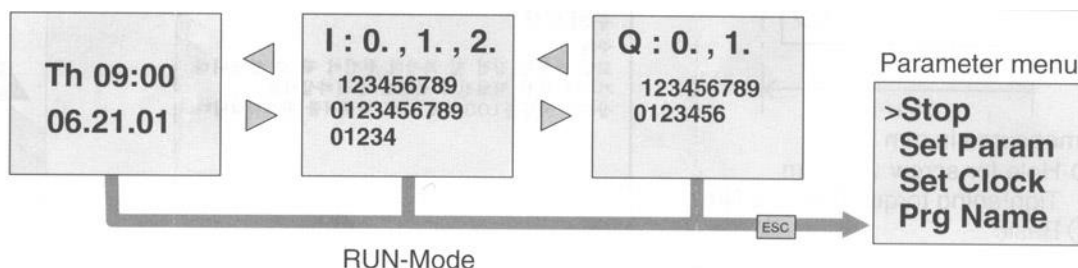 Th 09:00
06.21.01
I : 0. , 1. , 2.
123456789
0123456789
01234
Q : 0. , 1.
123456789
0123456
Parameter menu
>Stop
Set Param
Set Clock
Prg Name
ESC
RUN-Mode